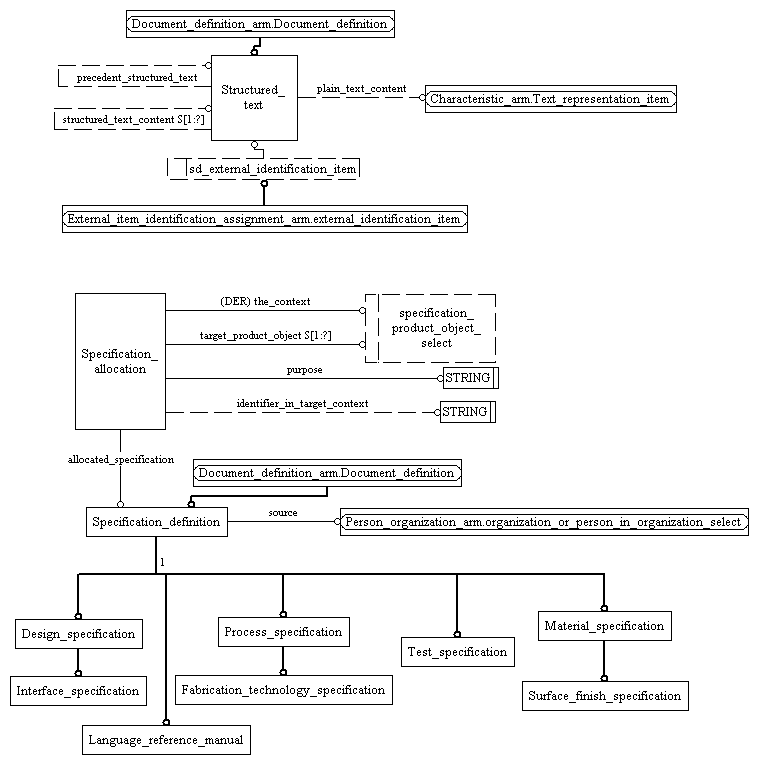 Document_definition_arm.Document_definition
precedent_structured_text
Structured_
text
plain_text_content
Characteristic_arm.Text_representation_item
structured_text_content S[1:?]
sd_external_identification_item
External_item_identification_assignment_arm.external_identification_item
(DER) the_context
specification_
product_object_
select
target_product_object S[1:?]
Specification_
allocation
purpose
STRING
identifier_in_target_context
STRING
allocated_specification
Document_definition_arm.Document_definition
Specification_definition
source
Person_organization_arm.organization_or_person_in_organization_select
1
Design_specification
Process_specification
Material_specification
Test_specification
Interface_specification
Fabrication_technology_specification
Surface_finish_specification
Language_reference_manual